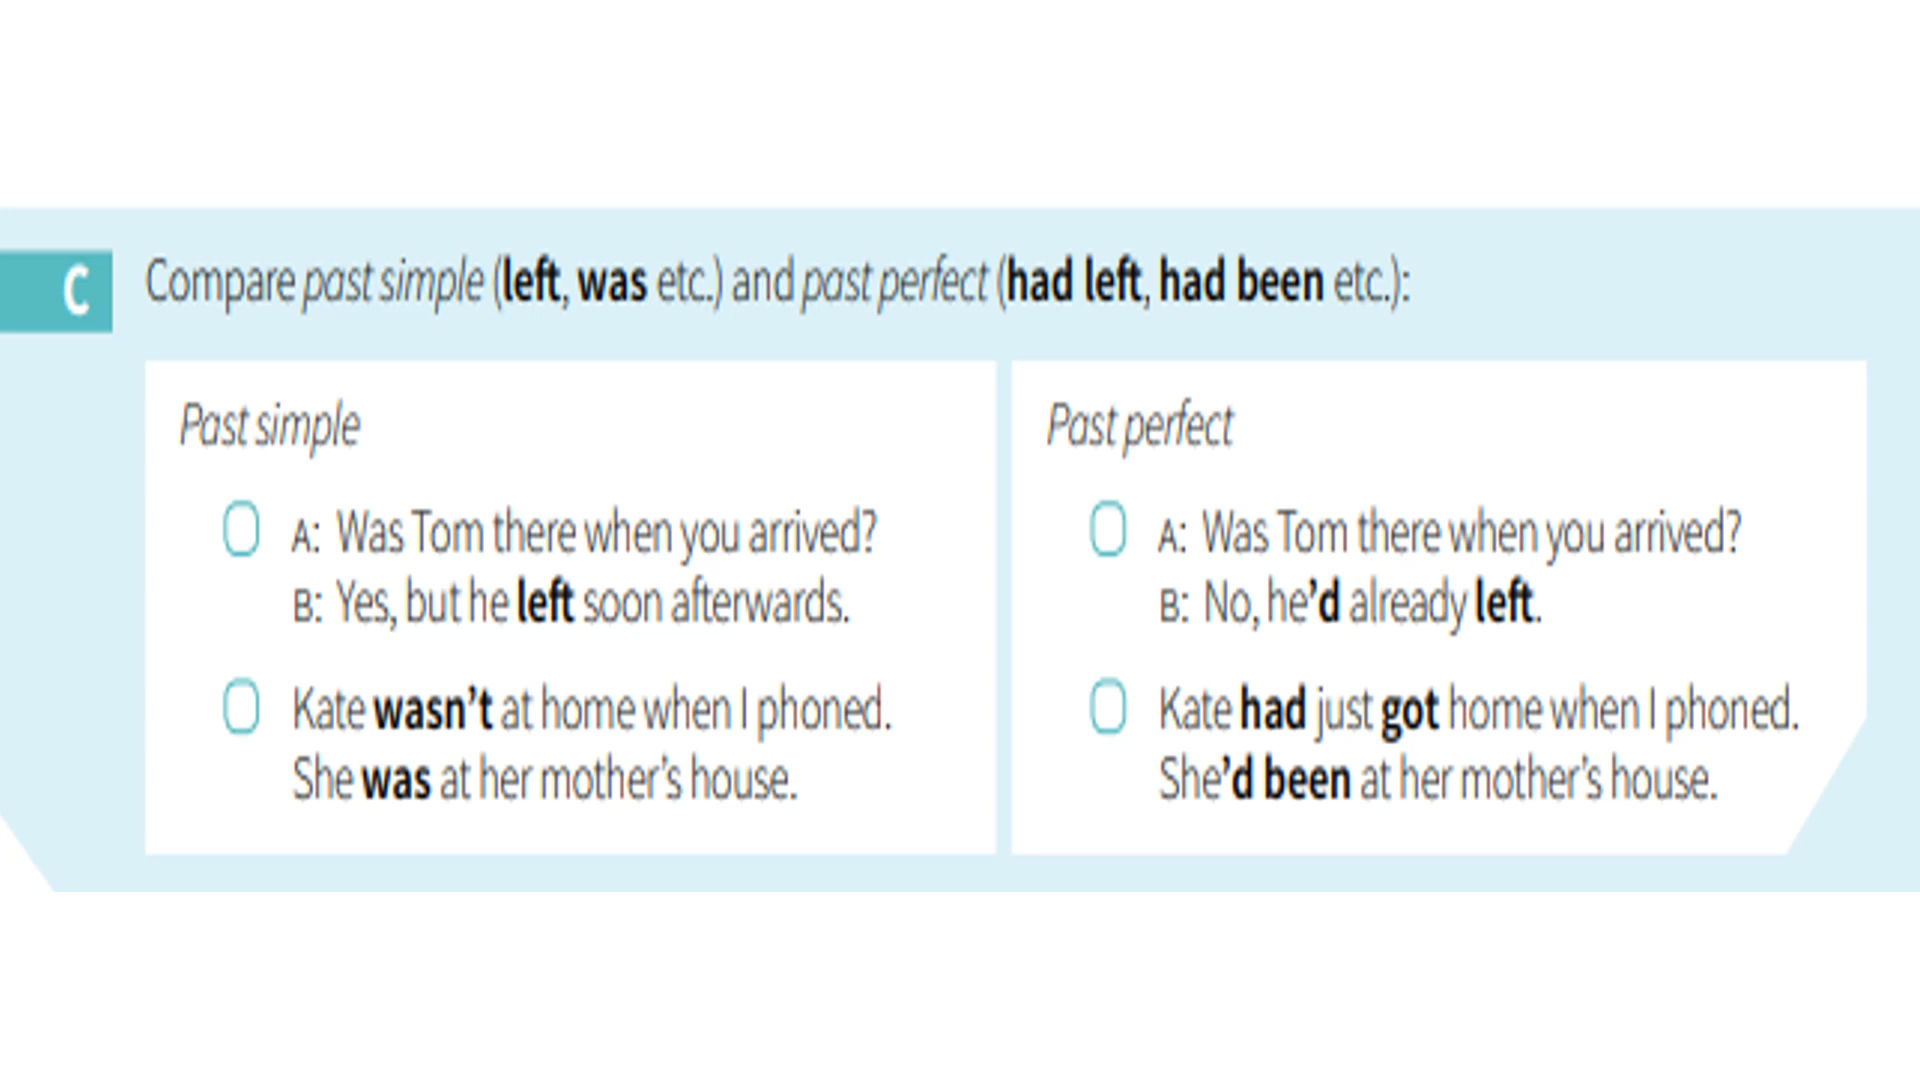 C
Compare past simple (left, was etc.) and past perfect (had left, had been etc.):
Past simple
A: Was Tom there when you arrived?
B: Yes, but he left soon afterwards.
Kate wasn’t at home when I phoned.
She was at her mother’s house.
Past perfect
A: Was Tom there when you arrived?
B: No, he’d already left.
Kate had just got home when I phoned.
She’d been at her mother’s house.